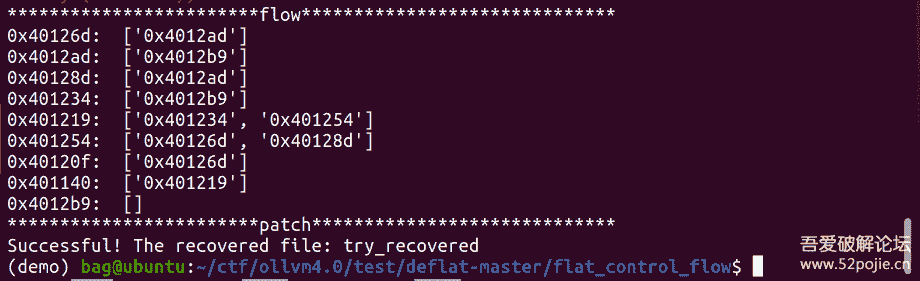 ************************flow******************************
0x40126d:  ['0x4012ad']
0x4012ad:  ['0x4012b9']
0x40128d:  ['0x4012ad']
0x401234:  ['0x4012b9']
0x401219:  ['0x401234', '0x401254']
0x401254:  ['0x40126d', '0x40128d']
0x40120f:  ['0x40126d']
0x401140:  ['0x401219']
0x4012b9:  []
************************patch*****************************
Successful! The recovered file: try_recovered
(demo) bag@ubuntu:~/ctf/ollvm4.0/test/deflat-master/flat_control_flow$
吾爱破解论坛
www.52pojie.cn